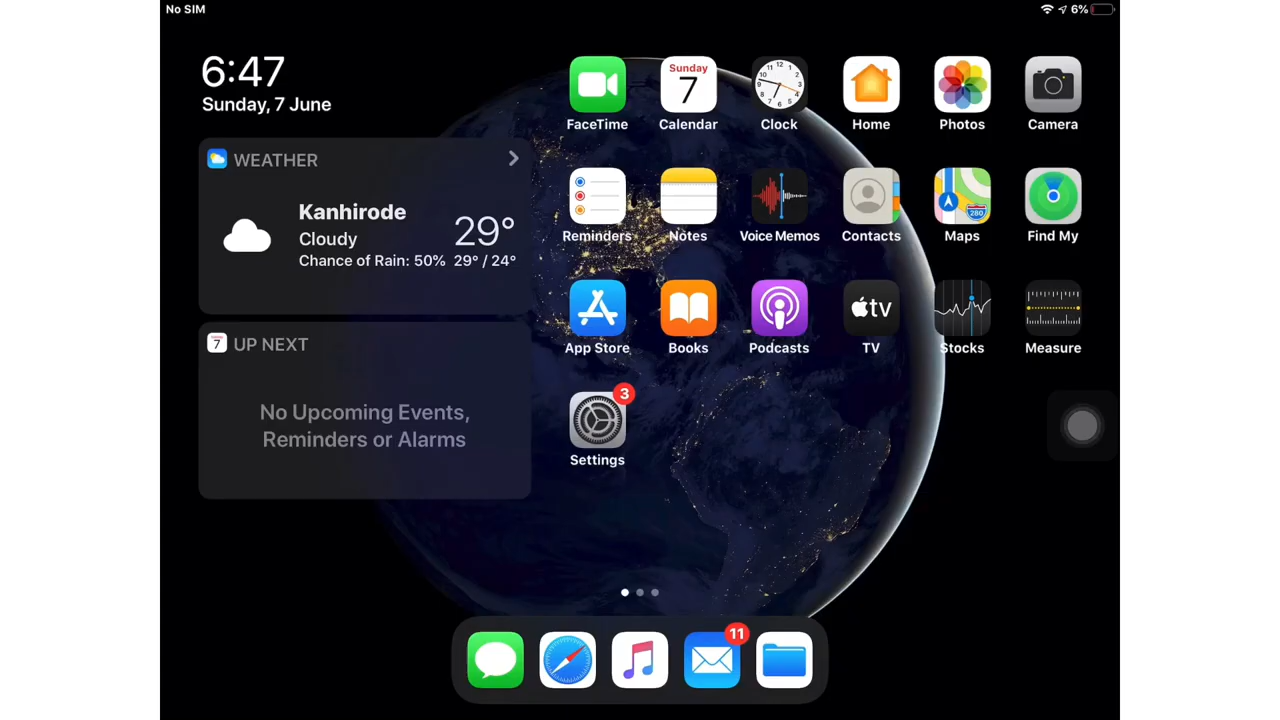 No SIM
6%
6:47
Sunday, 7 June
WEATHER
Kanhirode
Cloudy
29°
Chance of Rain: 50% 29° / 24°
7 UP NEXT
No Upcoming Events,
Reminders or Alarms
Sunday
7
FaceTime Calendar Clock Home Photos Camera
280
Reminders Notes Voice Memos Contacts Maps Find My
tv
App Store Books Podcasts TV Stocks Measure
3
Settings
11